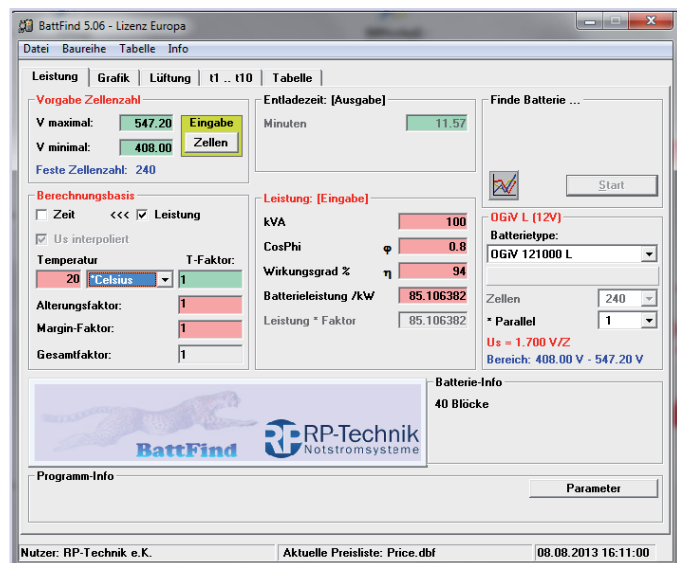 BattFind 5.06 - Lizenz Europa
Datei Baureihe Tabelle Info
Leistung Grafik Lüftung t1 .. t10 Tabelle
Vorgabe Zellenzahl
V maximal: 547.20
V minimal: 408.00
Eingabe
Zellen
Feste Zellenzahl: 240
Entladezeit: [Ausgabe]
Minuten 11.57
Finde Batterie ...
Start
Berechnungsbasis
Zeit <<< Leistung
Us interpoliert
Temperatur T-Faktor:
20 °Celsius 1
Alterungsfaktor: 1
Margin-Faktor: 1
Gesamtfaktor: 1
Leistung: [Eingabe]
kVA 100
CosPhi φ 0.8
Wirkungsgrad % η 94
Batterieleistung /kW 85.106382
Leistung * Faktor 85.106382
OGiV L (12V)
Batterietype:
OGiV 121000 L
Zellen 240
* Parallel 1
Us = 1.700 V/Z
Bereich: 408.00 V - 547.20 V
BattFind
RP RP-Technik
Notstromsysteme
Batterie-Info
40 Blöcke
Programm-Info
Parameter
Nutzer: RP-Technik e.K. Aktuelle Preisliste: Price.dbf 08.08.2013 16:11:00